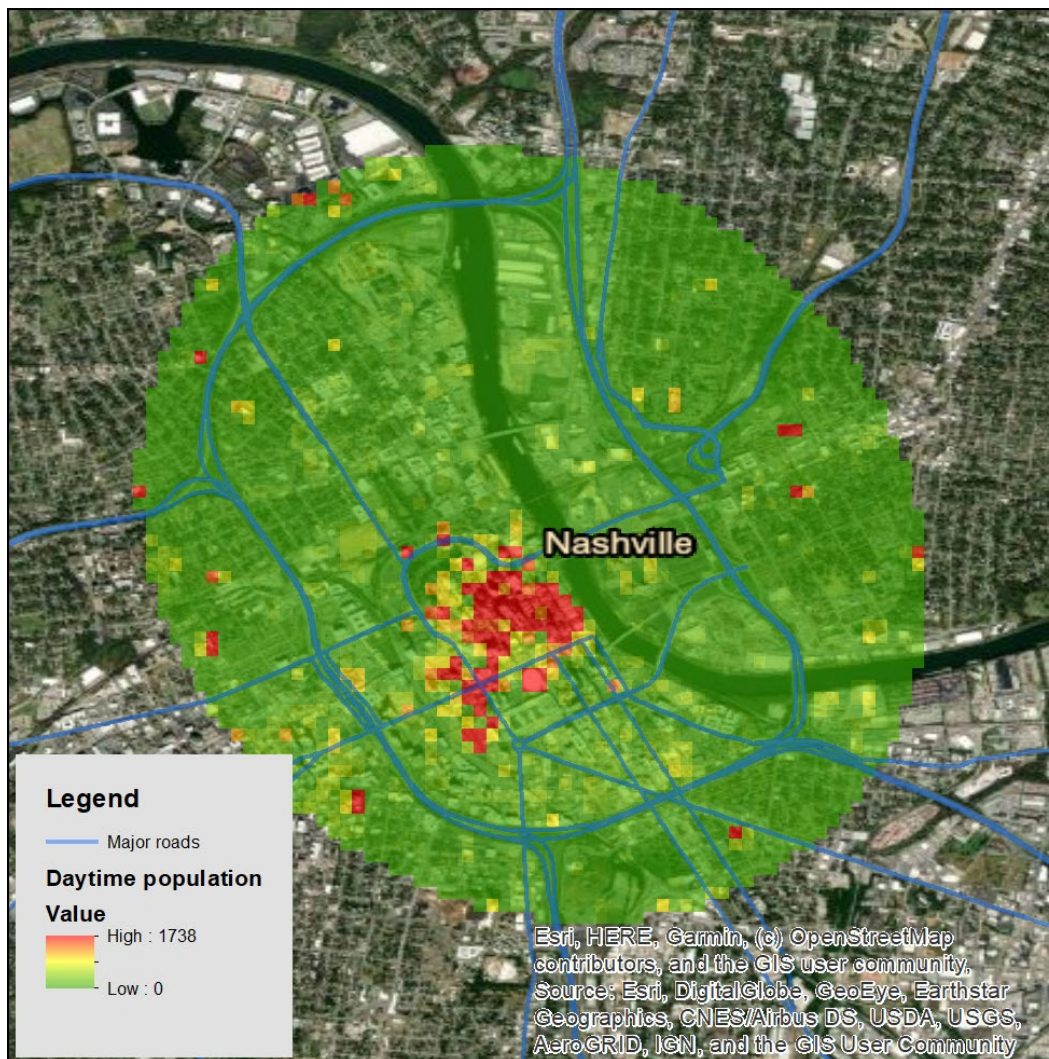 Nashville
Legend
Major roads
Daytime population
Value
High : 1738
Low : 0
Esri, HERE, Garmin, (c) OpenStreetMap
contributors, and the GIS user community,
Source: Esri, DigitalGlobe, GeoEye, Earthstar
Geographics, CNES/Airbus DS, USDA, USGS,
AeroGRID, IGN, and the GIS User Community